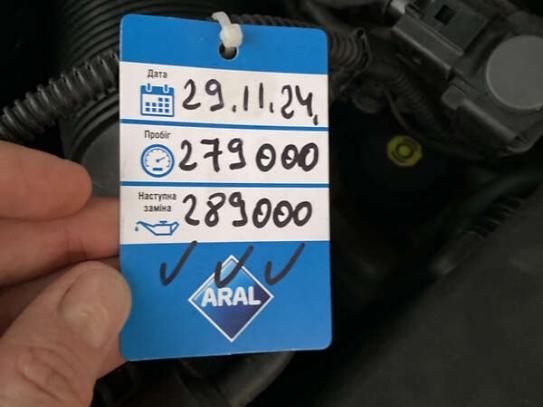 Дата
29.11.24.
Пробіг
279000
Наступна
заміна
289000
ARAL